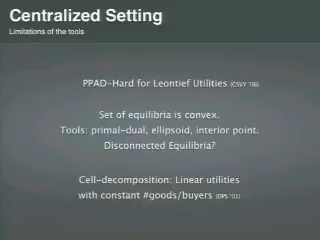 Centralized Setting
Limitations of the tools
PPAD-Hard for Leontief Utilities (CSVY '06)
Set of equilibria is convex.
Tools: primal-dual, ellipsoid, interior point.
Disconnected Equilibria?
Cell-decomposition: Linear utilities
with constant #goods/buyers (DPS '02)